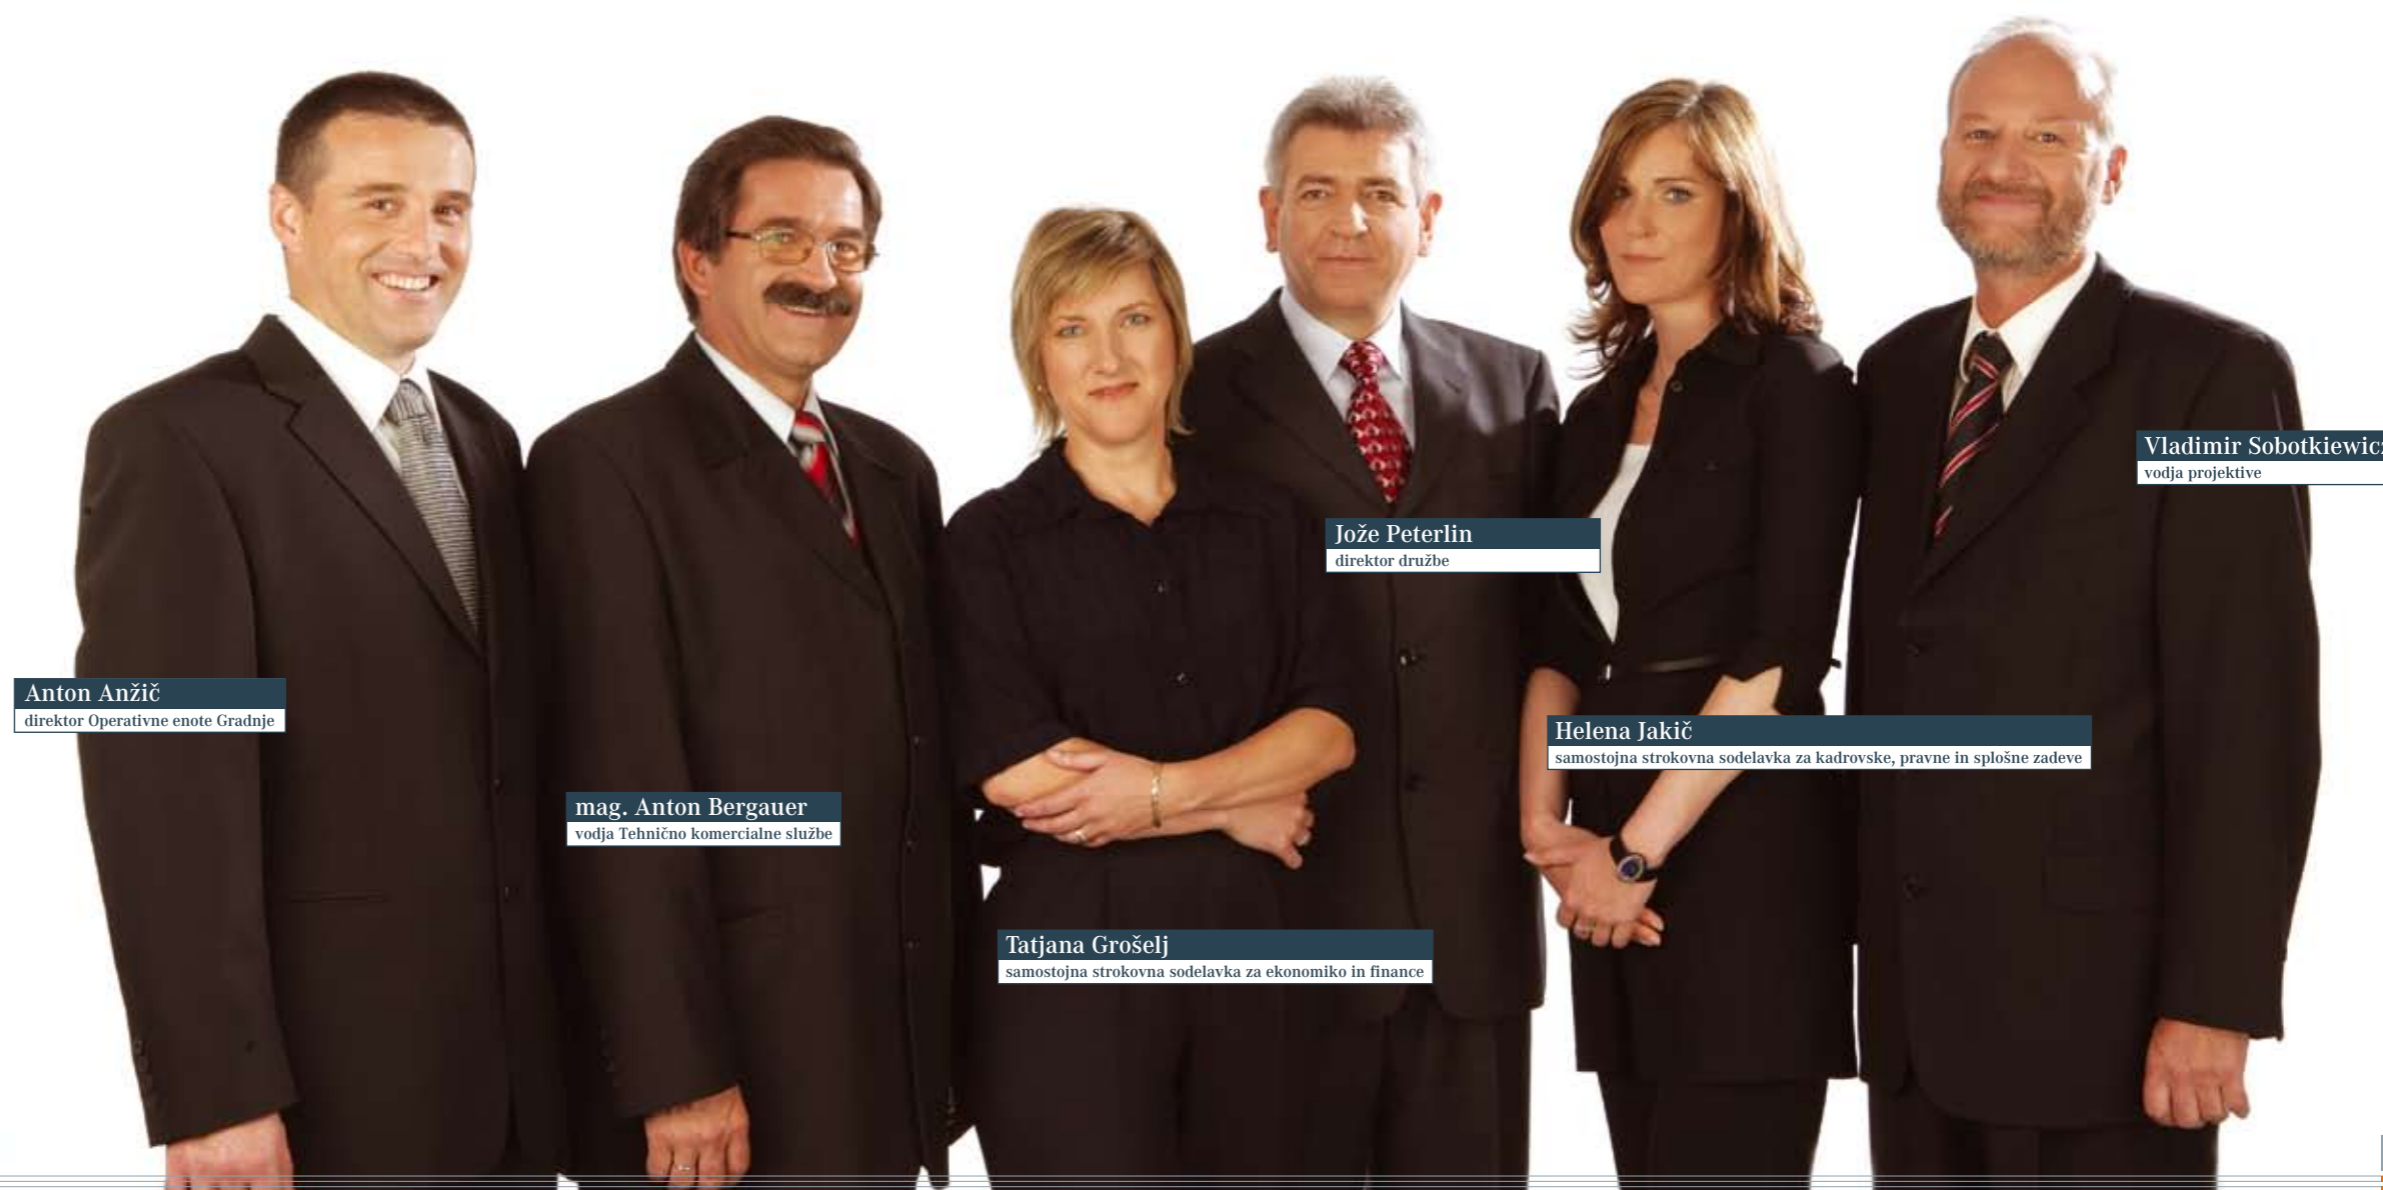 Anton Anžič
direktor Operativne enote Gradnje
mag. Anton Bergauer
vodja Tehnično komercialne službe
Tatjana Grošelj
samostojna strokovna sodelavka za ekonomiko in finance
Jože Peterlin
direktor družbe
Helena Jakič
samostojna strokovna sodelavka za kadrovske, pravne in splošne zadeve
Vladimir Sobotkiewicz
vodja projektive